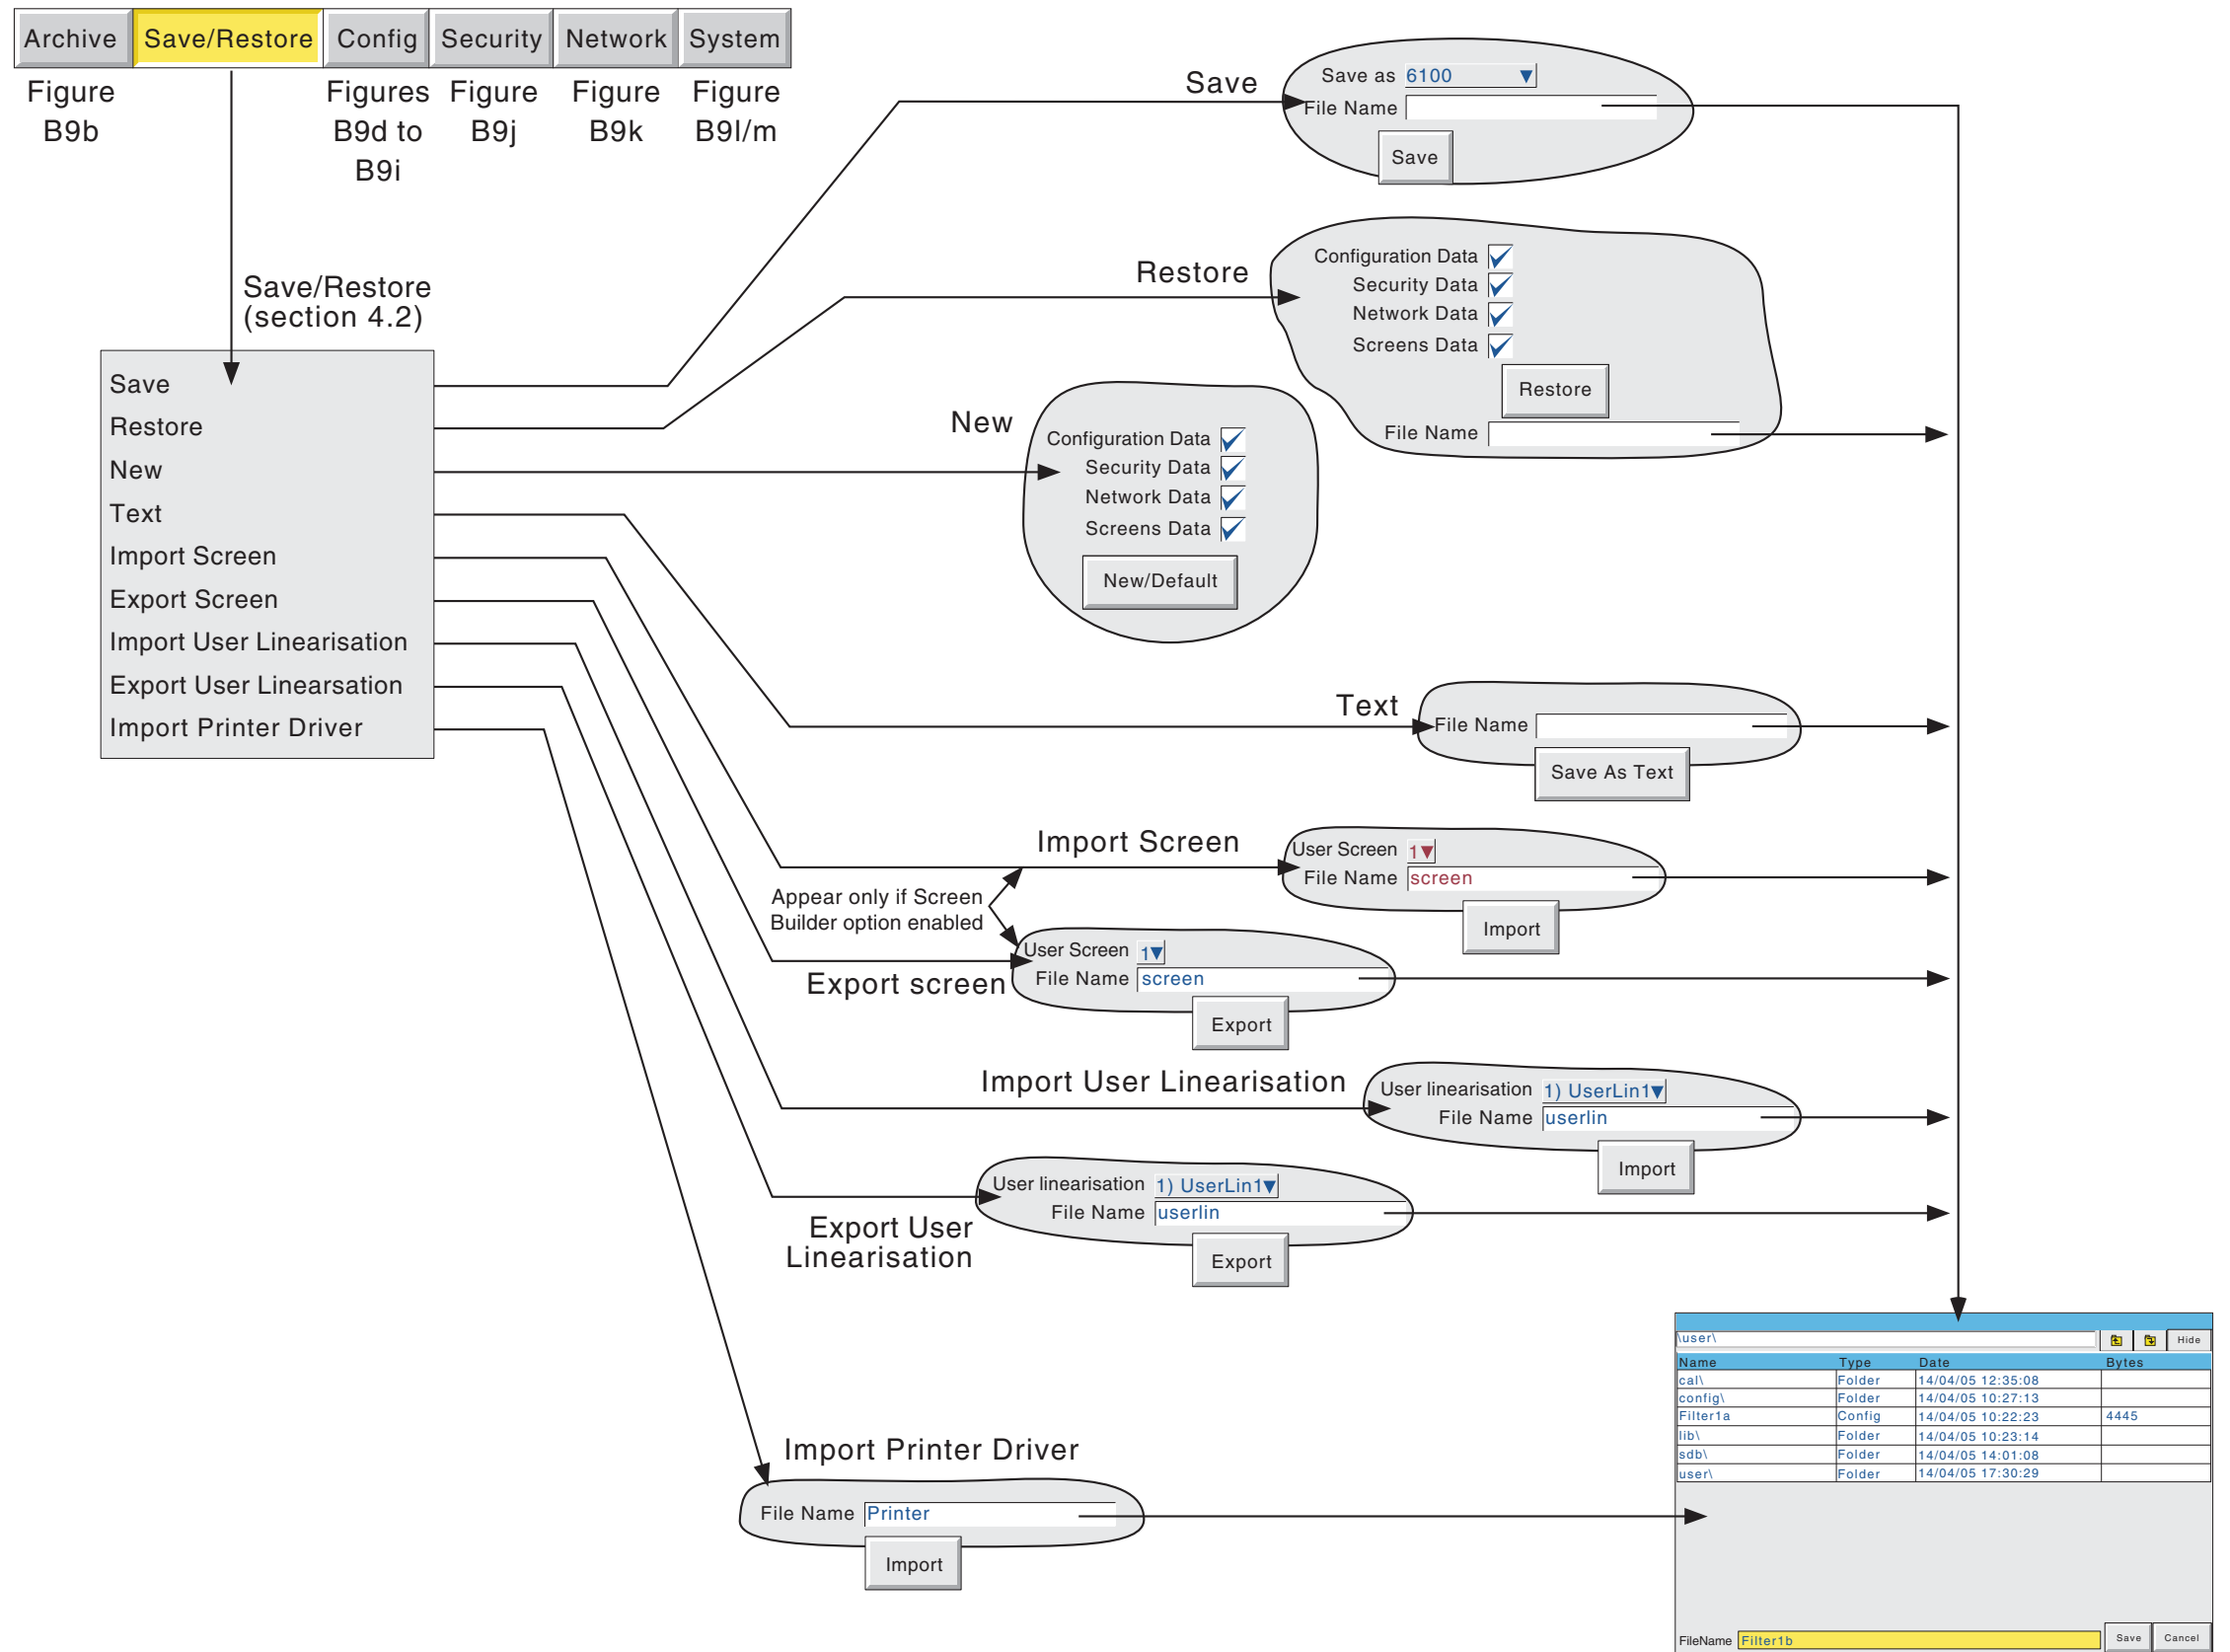 Archive Save/Restore Config Security Network System
Figure
B9b
Figures
B9d to
B9i
Figure
B9j
Figure
B9k
Figure
B9l/m
Save/Restore
(section 4.2)
Save
Restore
New
Text
Import Screen
Export Screen
Import User Linearisation
Export User Linearsation
Import Printer Driver
Save
Save as 6100
File Name
Save
Restore
Configuration Data
Security Data
Network Data
Screens Data
Restore
File Name
New
Configuration Data
Security Data
Network Data
Screens Data
New/Default
Text
File Name
Save As Text
Import Screen
User Screen 1
File Name screen
Import
Appear only if Screen
Builder option enabled
Export screen
User Screen 1
File Name screen
Export
Import User Linearisation
User linearisation 1) UserLin1
File Name userlin
Import
Export User
Linearisation
User linearisation 1) UserLin1
File Name userlin
Export
Import Printer Driver
File Name Printer
Import
\user\ Hide
Name Type Date Bytes
cal\ Folder 14/04/05 12:35:08
config\ Folder 14/04/05 10:27:13
Filter1a Config 14/04/05 10:22:23 4445
lib\ Folder 14/04/05 10:23:14
sdb\ Folder 14/04/05 14:01:08
user\ Folder 14/04/05 17:30:29
FileName Filter1b Save Cancel